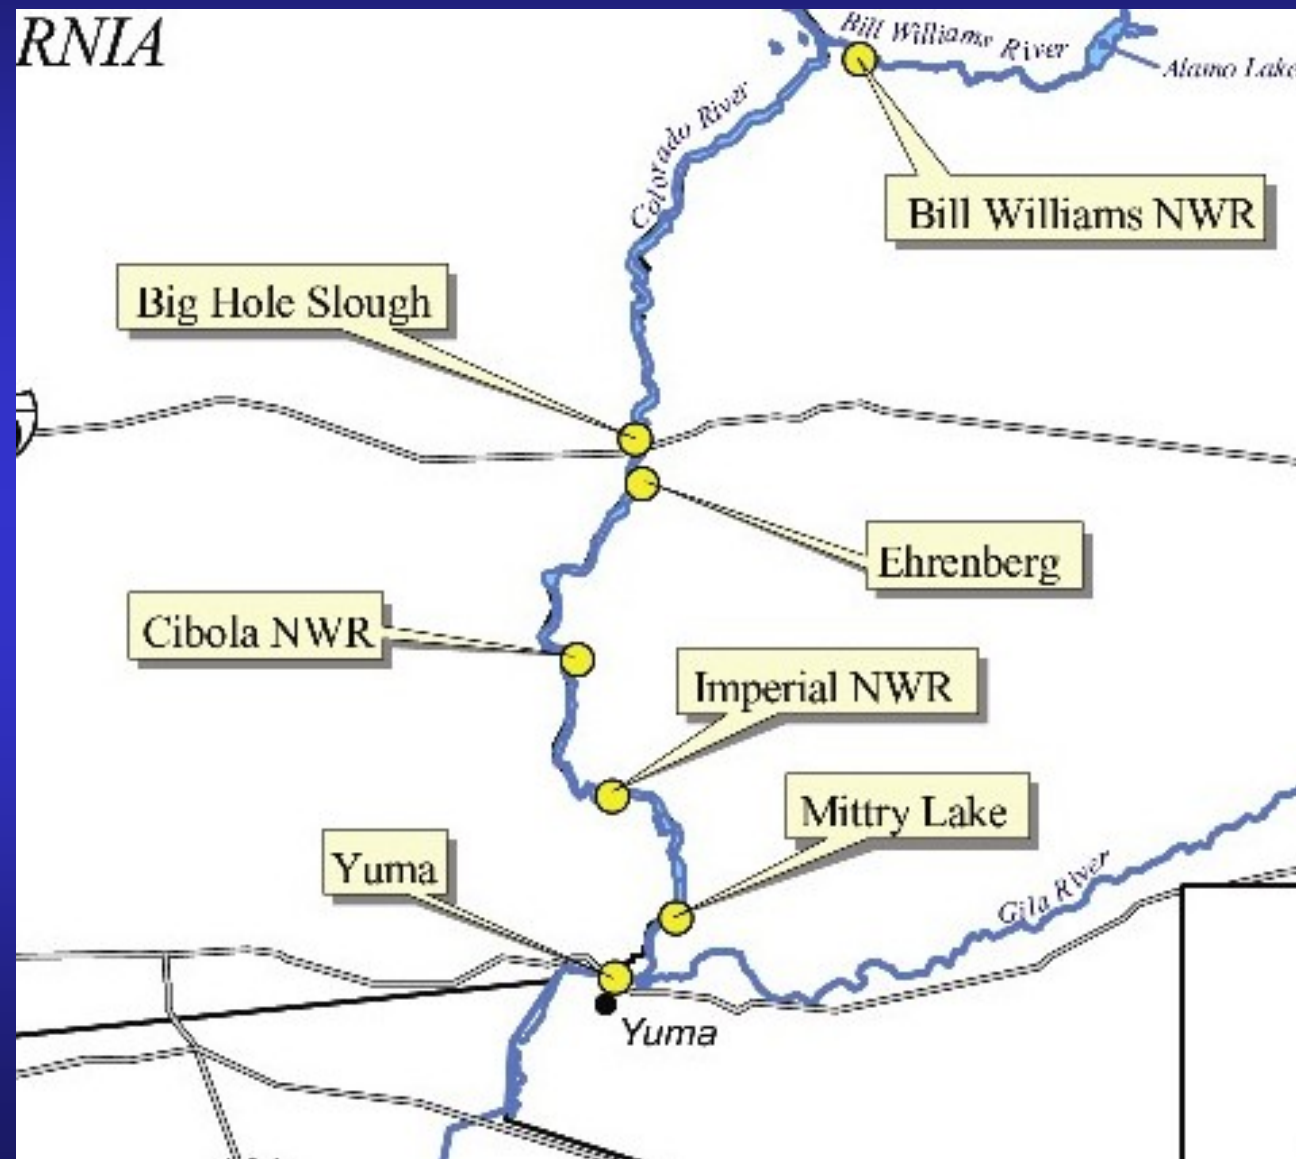 RNIA
Bill Williams River
Alamo Lake
Colorado River
Bill Williams NWR
Big Hole Slough
Ehrenberg
Cibola NWR
Imperial NWR
Mittry Lake
Yuma
Gila River
Yuma